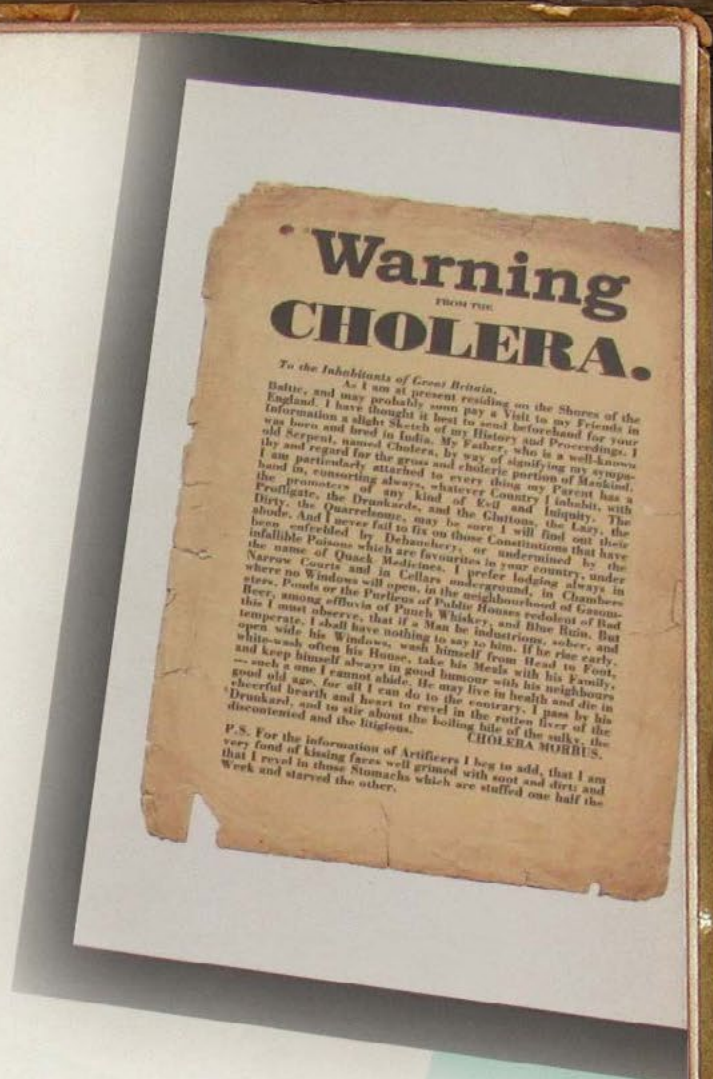 Warning
FROM THE
CHOLERA.
To the Inhabitants of Great Britain,
As I am at present residing on the Shores of the
Baltic, and may probably soon pay a Visit to my Friends in
England. I have thought it best to send beforehand for your
Information a slight Sketch of my History and Proceedings. I
was born and bred in India. My Father, who is a well-known
old Serpent, named Cholera, by way of signifying my sympa-
thy and regard for the gross and choleric portion of Mankind.
I am particularly attached to every thing my Parent has a
hand in, consorting always, whatever Country I inhabit, with
the promoters of any kind of Evil and Iniquity. The
Profligate, the Drunkards, and the Gluttons, the Lazy, the
Dirty, the Quarrelsome, may be sure I will find out their
abode. And I never fail to fix on those Constitutions that have
been enfeebled by Debauchery, or undermined by the
infallible Poisons which are favourites in your country, under
the name of Quack Medicines. I prefer lodging always in
Narrow Courts and in Cellars underground, in Chambers
where no Windows will open, in the neighbourhood of Gasom-
eters, Ponds or the Purlieus of Public Houses redolent of Bad
Beer, among effluvia of Punch Whiskey, and Blue Ruin. But
this I must observe, that if a Man be industrious, sober, and
temperate, I shall have nothing to say to him. If he rise early,
open wide his Windows, wash himself from Head to Foot,
white-wash often his House, take his Meals with his Family,
and keep himself always in good humour with his neighbours
— such a one I cannot abide. He may live in health and die in
good old age, for all I can do to the contrary. I pass by his
cheerful hearth and heart to revel in the rotten liver of the
Drunkard, and to stir about the boiling bile of the sulky, the
discontented and the litigious. CHOLERA MORBUS.
P.S. For the information of Artificers I beg to add, that I am
very fond of kissing faces well grimed with soot and dirt; and
that I revel in those Stomachs which are stuffed one half the
Week and starved the other.